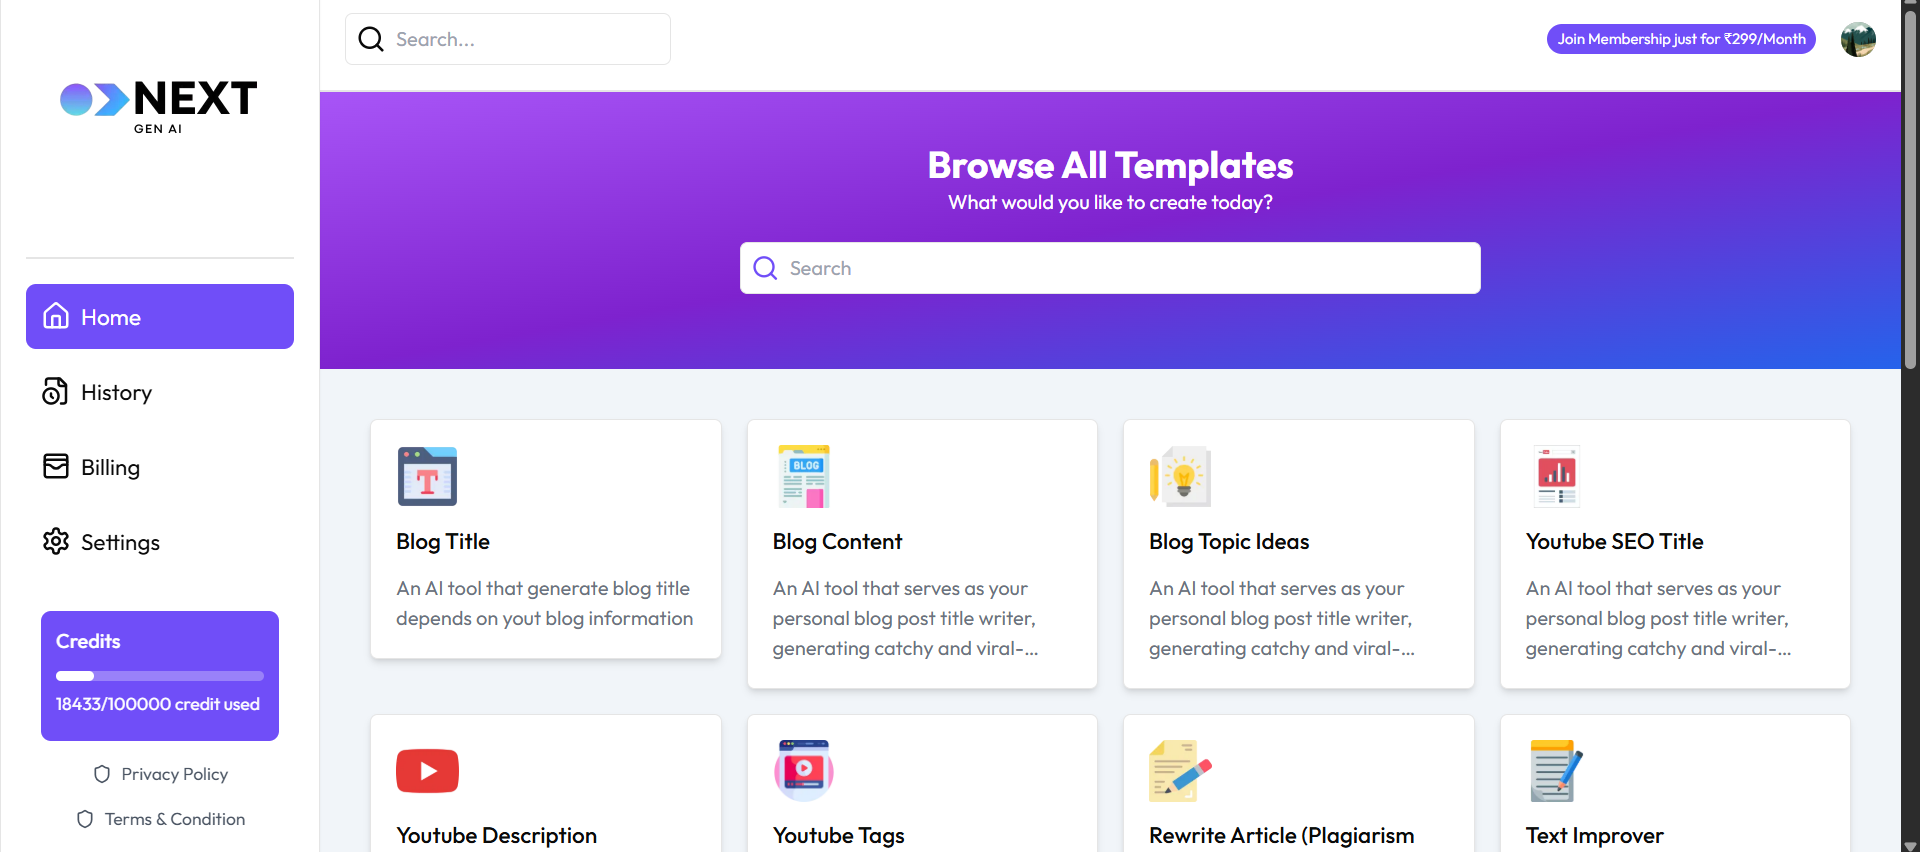 NEXT
GEN AI
Home
History
Billing
Settings
Credits
18433/100000 credit used
Privacy Policy
Terms & Condition
Search...
Join Membership just for ₹299/Month
Browse All Templates
What would you like to create today?
Search
T
Blog Title
An AI tool that generate blog title
depends on yout blog information
BLOG
Blog Content
An AI tool that serves as your
personal blog post title writer,
generating catchy and viral-...
Blog Topic Ideas
An AI tool that serves as your
personal blog post title writer,
generating catchy and viral-...
Youtube SEO Title
An AI tool that serves as your
personal blog post title writer,
generating catchy and viral-...
Youtube Description
Youtube Tags
Rewrite Article (Plagiarism
Text Improver